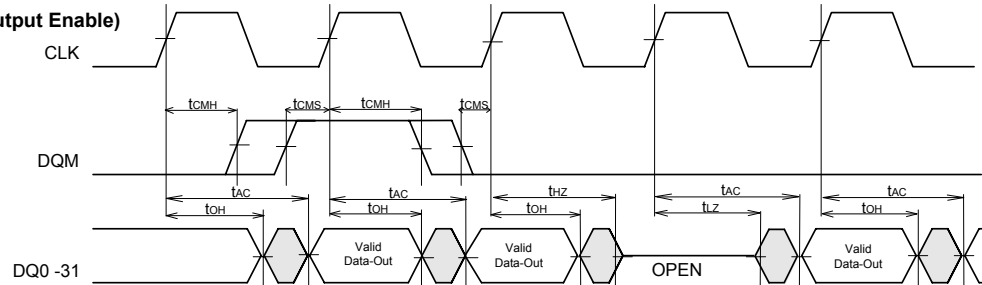 utput Enable)
CLK
tCMH tCMS tCMH tCMS
DQM
tAC tAC tHZ tAC tAC
tOH tOH tOH tLZ tOH
Valid Data-Out Valid Data-Out OPEN Valid Data-Out
DQ0 -31